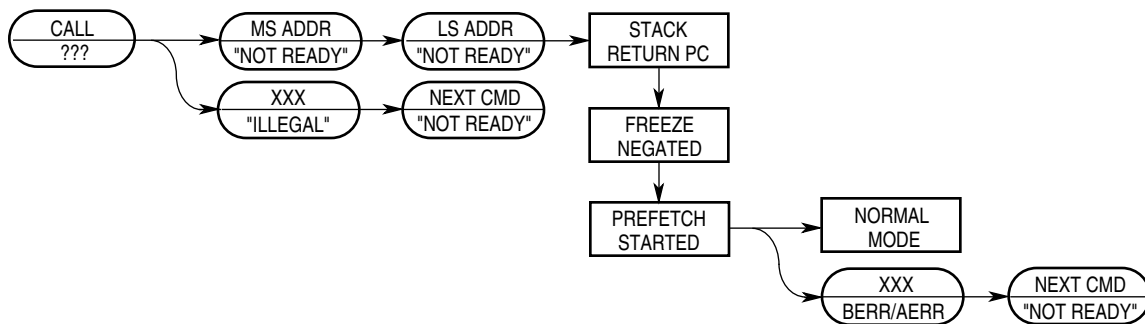 CALL
???
MS ADDR
"NOT READY"
LS ADDR
"NOT READY"
STACK
RETURN PC
XXX
"ILLEGAL"
NEXT CMD
"NOT READY"
FREEZE
NEGATED
PREFETCH
STARTED
NORMAL
MODE
XXX
BERR/AERR
NEXT CMD
"NOT READY"